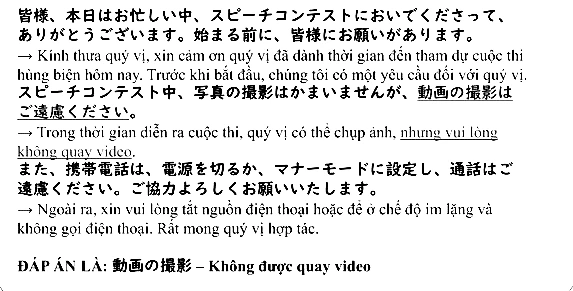 皆様、本日はお忙しい中、スピーチコンテストにおいでくださって、
ありがとうございます。始まる前に、皆様にお願いがあります。
→ Kính thưa quý vị, xin cảm ơn quý vị đã dành thời gian đến tham dự cuộc thi
hùng biện hôm nay. Trước khi bắt đầu, chúng tôi có một yêu cầu đối với quý vị.
スピーチコンテスト中、写真の撮影はかまいませんが、動画の撮影は
ご遠慮ください。
→ Trong thời gian diễn ra cuộc thi, quý vị có thể chụp ảnh, nhưng vui lòng
không quay video.
また、携帯電話は、電源を切るか、マナーモードに設定し、通話はご
遠慮ください。ご協力よろしくお願いいたします。
→ Ngoài ra, xin vui lòng tắt nguồn điện thoại hoặc để ở chế độ im lặng và
không gọi điện thoại. Rất mong quý vị hợp tác.
ĐÁP ÁN LÀ: 動画の撮影 – Không được quay video